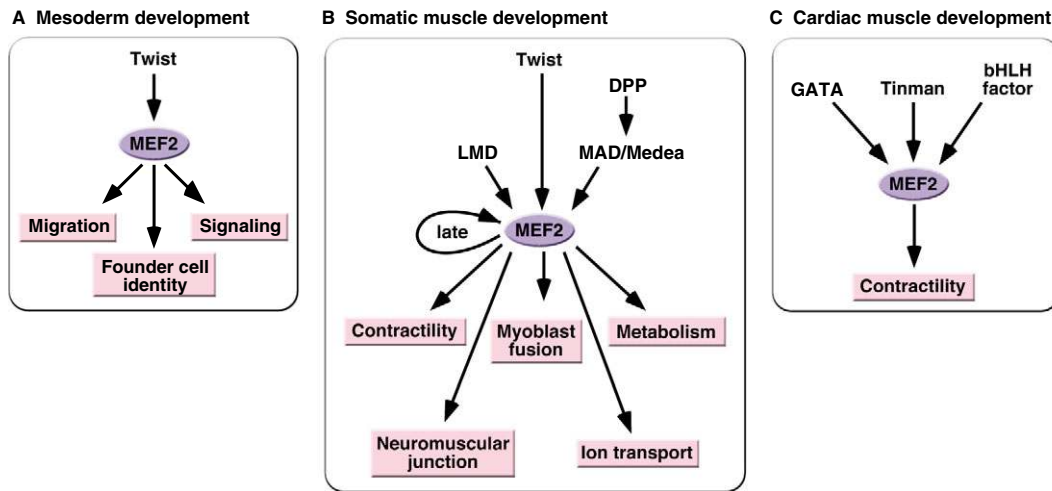 A Mesoderm development
Twist
MEF2
Migration
Signaling
Founder cell
identity
B Somatic muscle development
Twist
DPP
LMD
MAD/Medea
late
MEF2
Contractility
Myoblast
fusion
Metabolism
Neuromuscular
junction
Ion transport
C Cardiac muscle development
GATA
Tinman
bHLH
factor
MEF2
Contractility